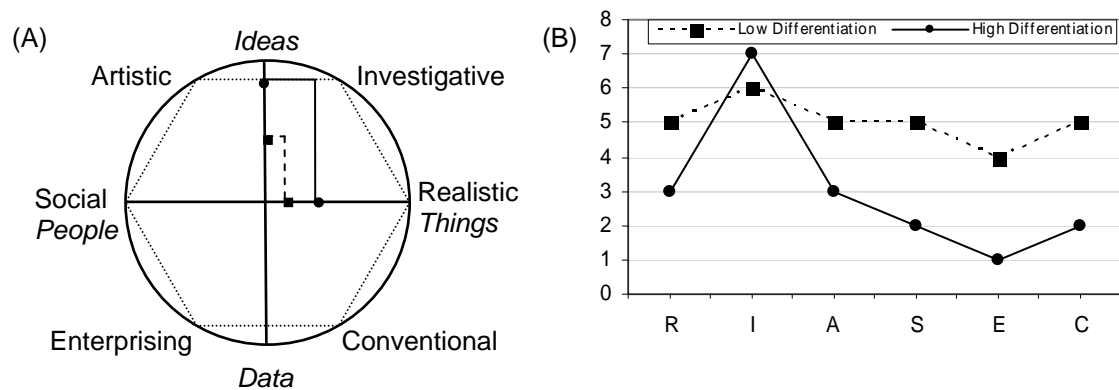 (A)
Ideas
Artistic
Investigative
Social
People
Realistic
Things
Enterprising
Conventional
Data
(B)
Low Differentiation
High Differentiation
8
7
6
5
4
3
2
1
0
R I A S E C